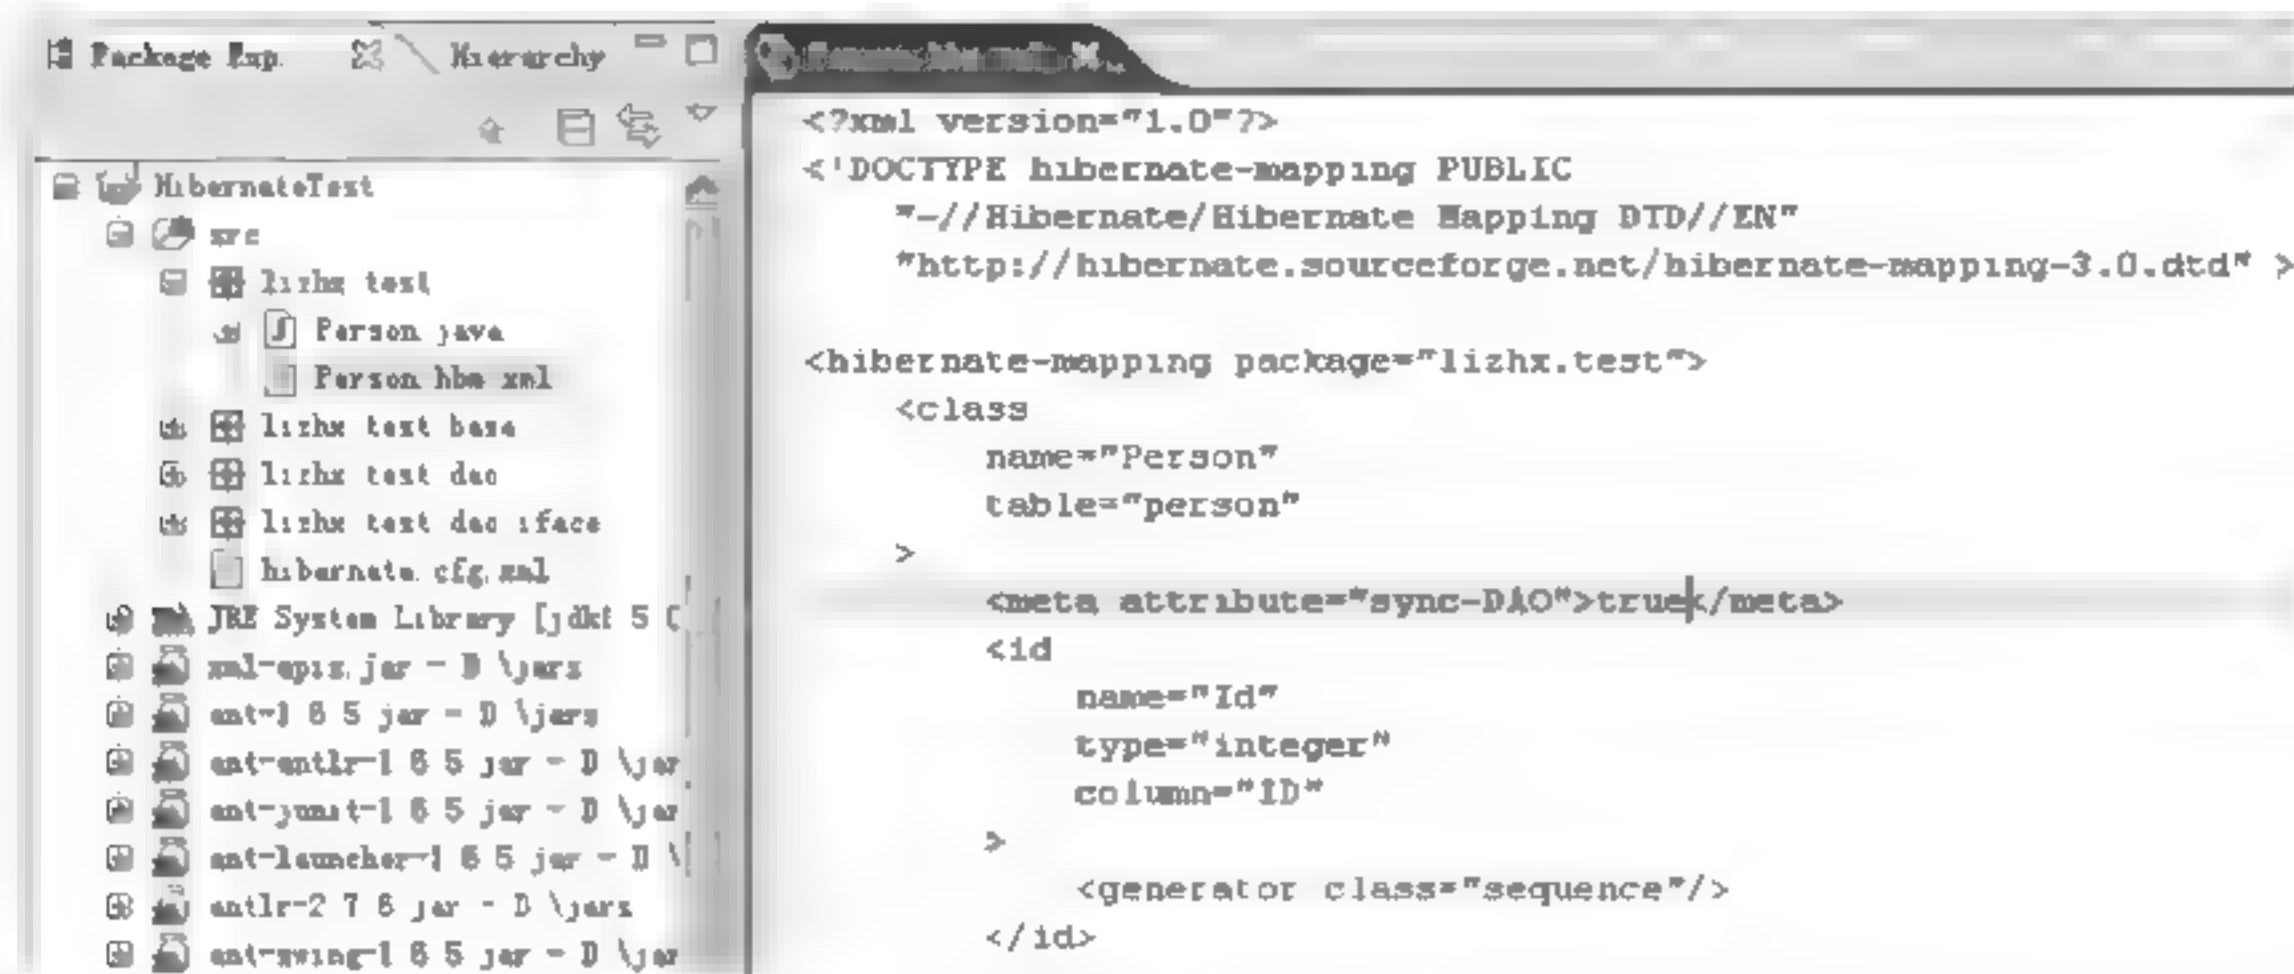 Package Exp.
Hierarchy
HibernateTest
src
lizhx test
Person java
Person hbm xml
lizhx test base
lizhx test dao
lizhx test dao iface
hibernate.cfg.xml
JRE System Library [jdk1 5 0
xml-apis.jar - D \jars
ant-1 6 5 jar - D \jars
ant-antlr-1 6 5 jar - D \jar
ant-junit-1 6 5 jar - D \jar
ant-launcher-1 6 5 jar - D \
antlr-2 7 6 jar - D \jars
ant-swing-1 6 5 jar - D \jar
<?xml version="1.0"?>
<!DOCTYPE hibernate-mapping PUBLIC
"-//Hibernate/Hibernate Mapping DTD//EN"
"http://hibernate.sourceforge.net/hibernate-mapping-3.0.dtd" >
<hibernate-mapping package="lizhx.test">
<class
name="Person"
table="person"
>
<meta attribute="sync-DAO">true</meta>
<id
name="Id"
type="integer"
column="ID"
>
<generator class="sequence"/>
</id>